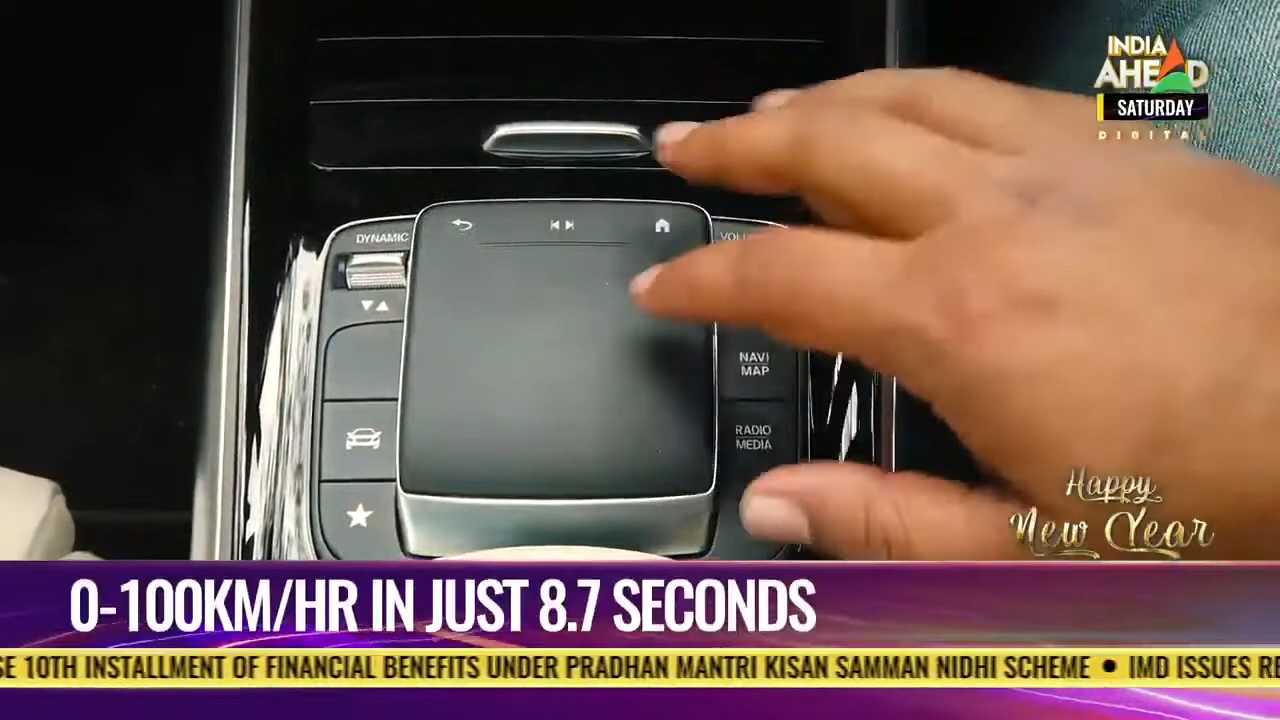 INDIA
AHEAD
SATURDAY
DIGITAL
DYNAMIC
NAVI
MAP
RADIO
MEDIA
Happy
New Year
0-100KM/HR IN JUST 8.7 SECONDS
10TH INSTALLMENT OF FINANCIAL BENEFITS UNDER PRADHAN MANTRI KISAN SAMMAN NIDHI SCHEME • IMD ISSUES